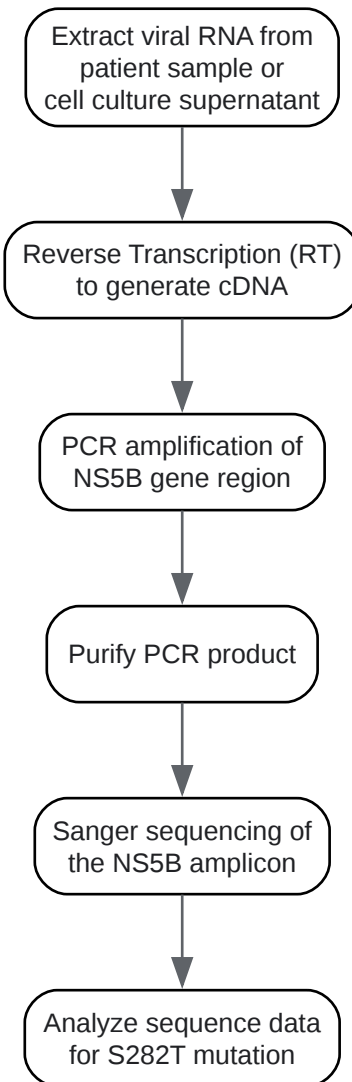 Extract viral RNA from
patient sample or
cell culture supernatant
Reverse Transcription (RT)
to generate cDNA
PCR amplification of
NS5B gene region
Purify PCR product
Sanger sequencing of
the NS5B amplicon
Analyze sequence data
for S282T mutation